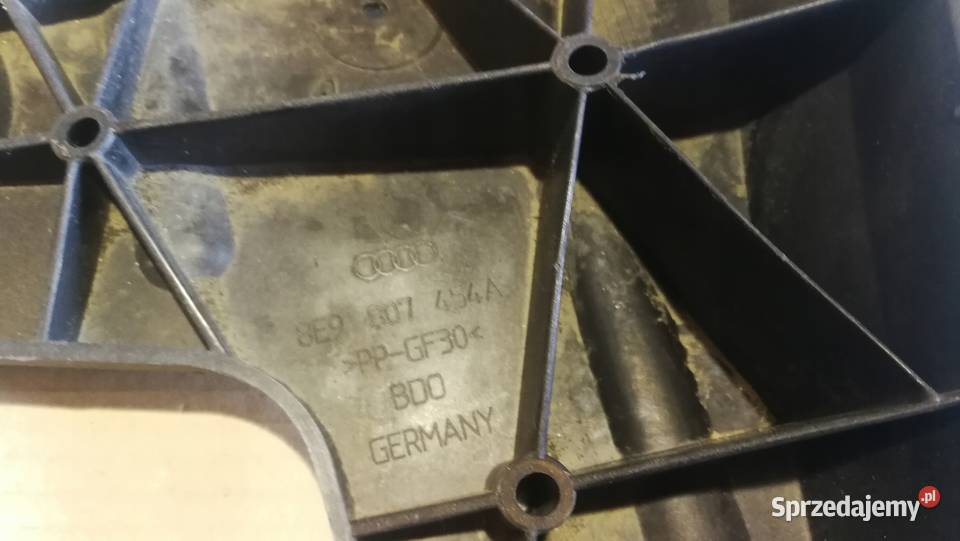 8E9 807 454A
>PP-GF30<
BDO
GERMANY
Sprzedajemy.pl